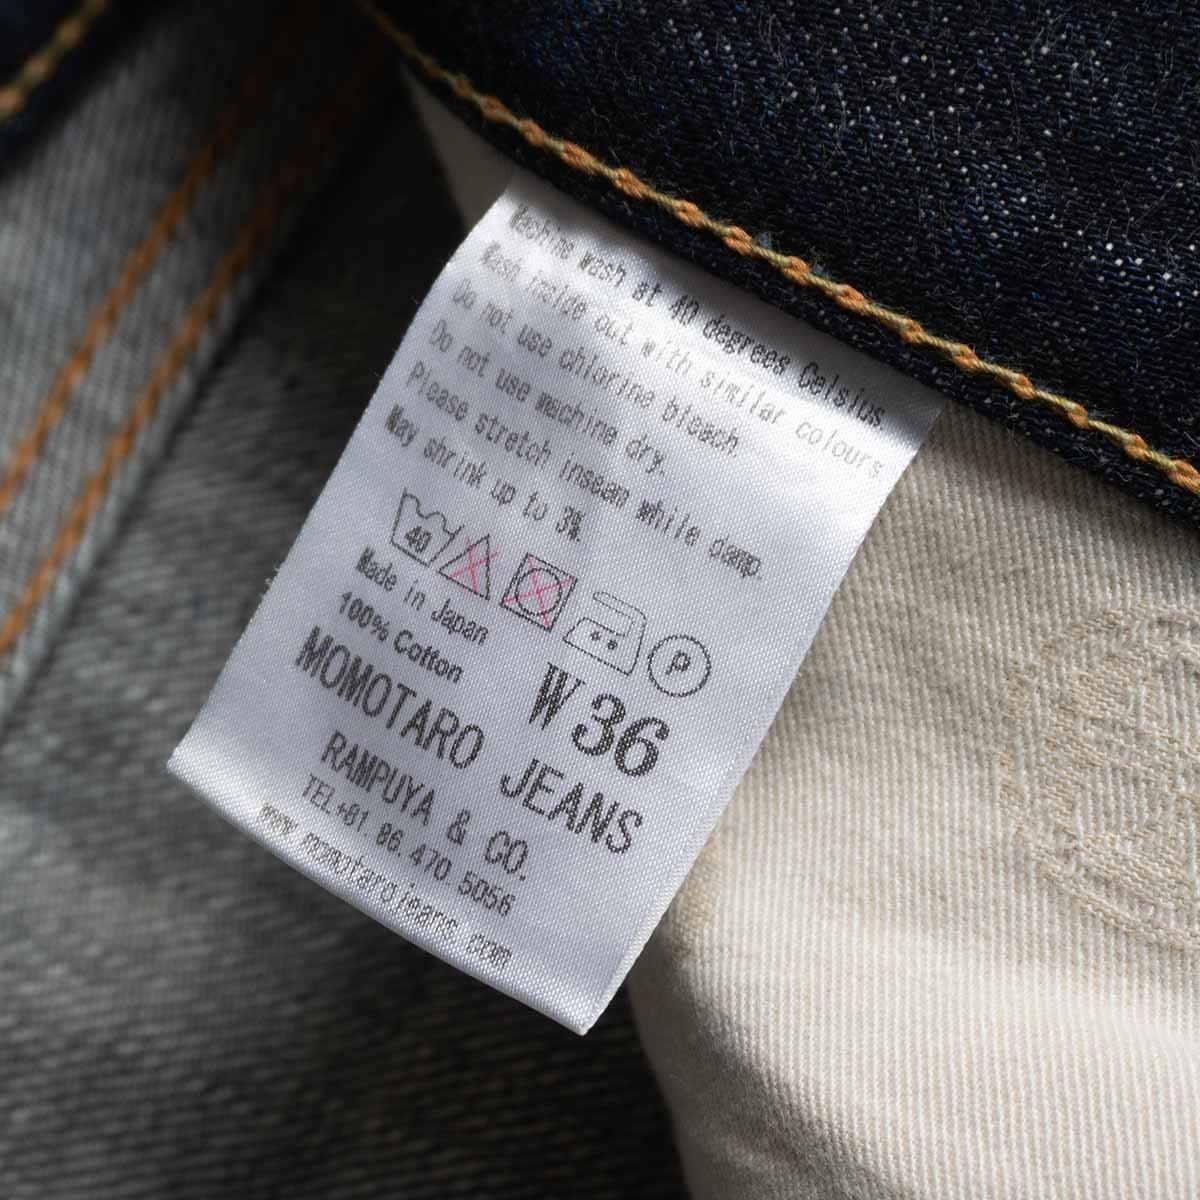 Machine wash at 40 degrees Celsius
Wash inside out with similar colours
Do not use chlorine bleach
Do not use machine dry.
Please stretch inseam while damp.
May shrink up to 3%.
40 P
Made in Japan
100% Cotton
W36
MOMOTARO JEANS
RAMPUYA & CO.
TEL+81. 86. 470. 5056
www.momotarojeans.com